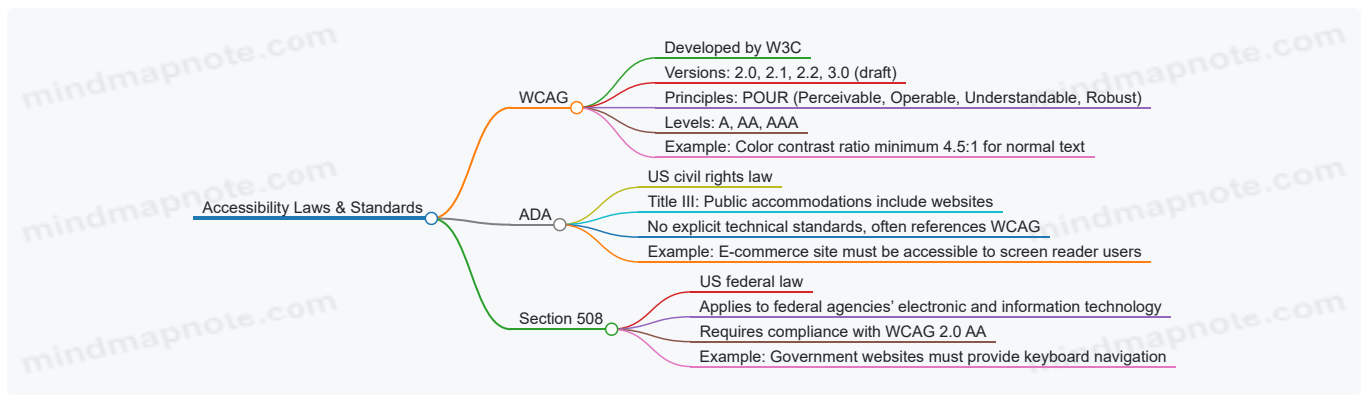 mindmapnote.com
mindmapnote.com
Developed by W3C
Versions: 2.0, 2.1, 2.2, 3.0 (draft)
WCAG
Principles: POUR (Perceivable, Operable, Understandable, Robust)
Levels: A, AA, AAA
Example: Color contrast ratio minimum 4.5:1 for normal text
mindmapnote.com
mindmapnote.com
US civil rights law
Accessibility Laws & Standards
Title III: Public accommodations include websites
ADA
No explicit technical standards, often references WCAG
Example: E-commerce site must be accessible to screen reader users
mindmapnote.com
mindmapnote.com
US federal law
Applies to federal agencies’ electronic and information technology
Section 508
Requires compliance with WCAG 2.0 AA
Example: Government websites must provide keyboard navigation